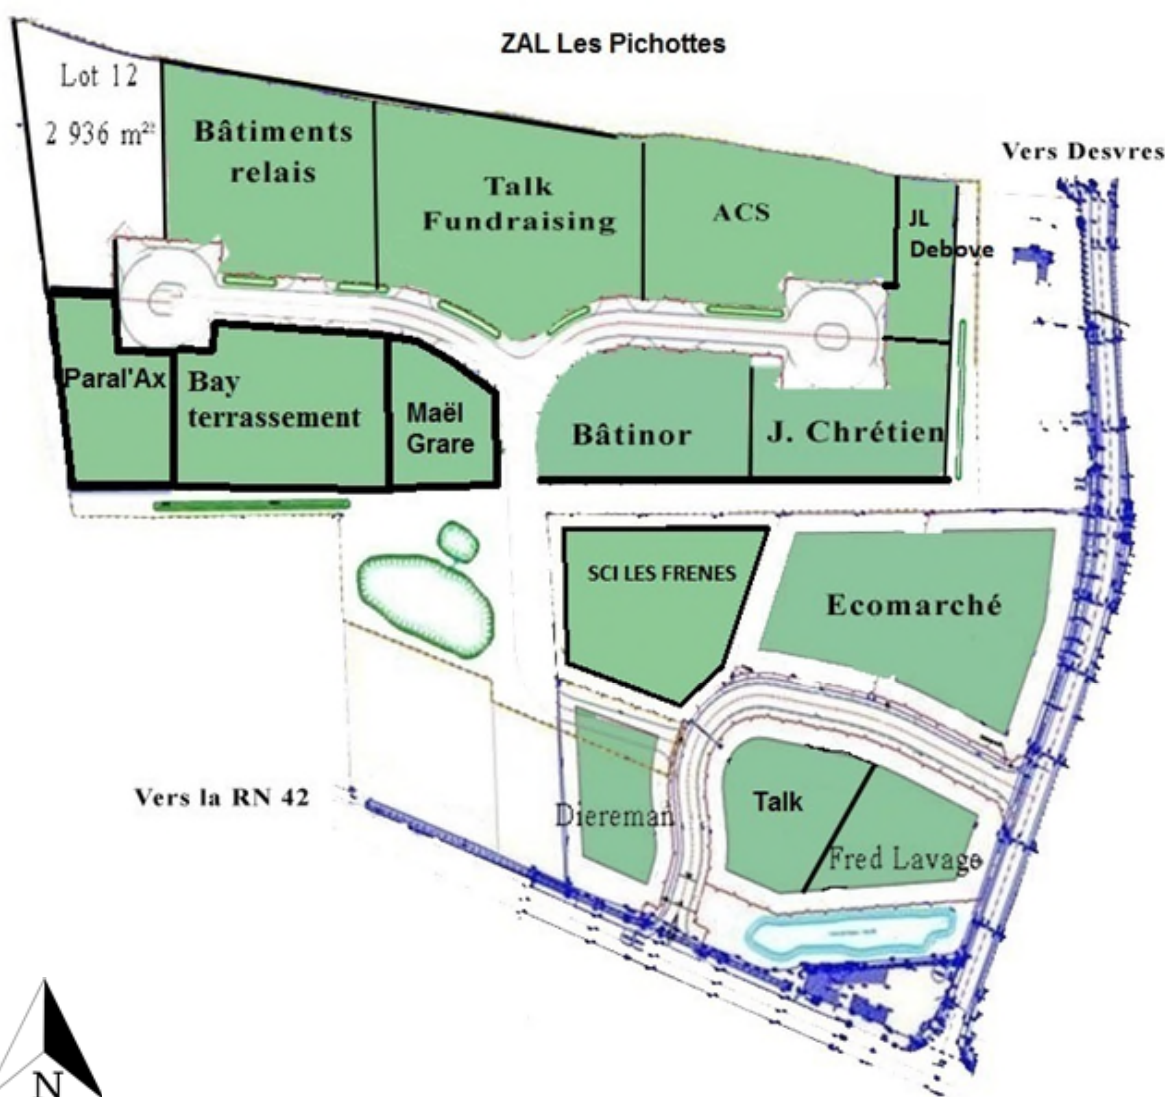 ZAL Les Pichottes
Lot 12
2 936 m²
Bâtiments
relais
Talk
Fundraising
ACS
JL
Debove
Vers Desvres
Paral'Ax
Bay
terrassement
Maël
Grare
Bâtinor
J. Chrétien
SCI LES FRENES
Ecomarché
Vers la RN 42
Diereman
Talk
Fred Lavage
N